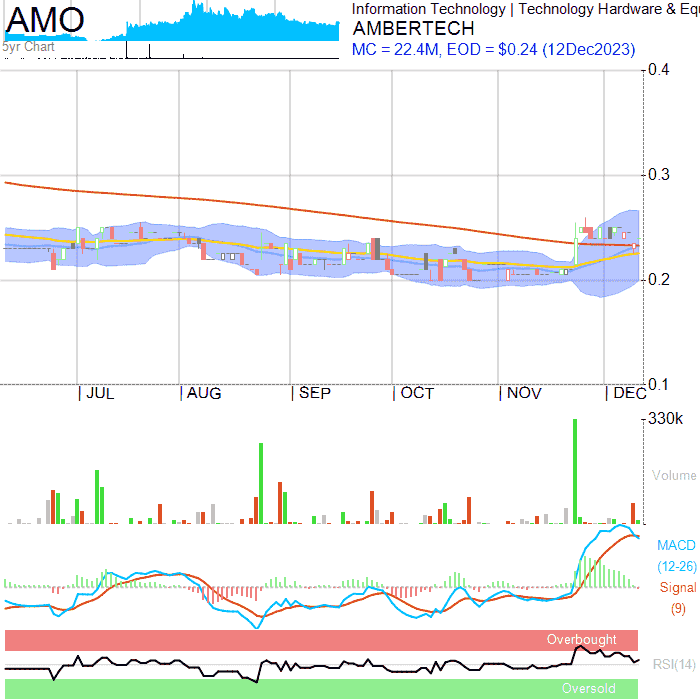 AMO
5yr Chart
Information Technology | Technology Hardware & Equ
AMBERTECH
MC = 22.4M, EOD = $0.24 (12Dec2023)
0.4
0.3
0.2
0.1
| JUL | AUG | SEP | OCT | NOV | DEC
330k
Volume
MACD
(12-26)
Signal
(9)
Overbought
RSI(14)
Oversold